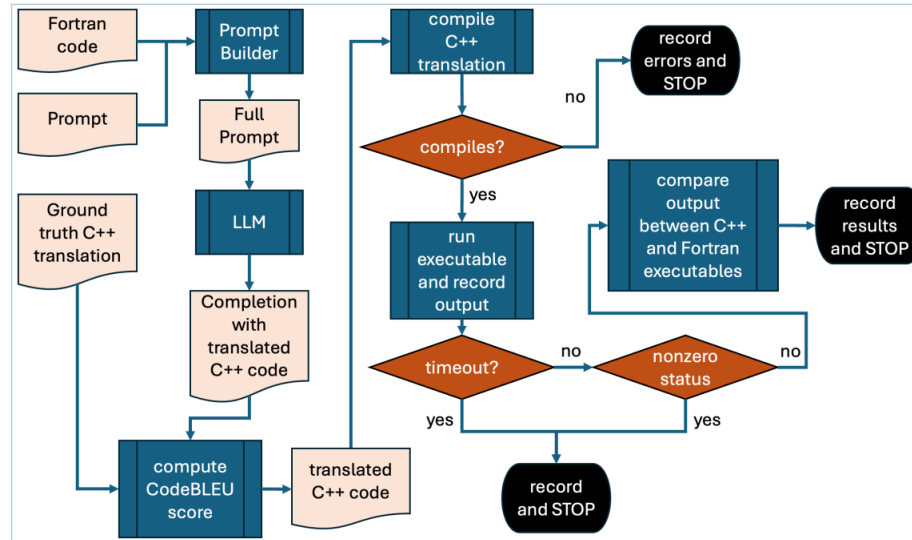 Fortran
code
Prompt
Builder
Prompt
Full
Prompt
Ground
truth C++
translation
LLM
Completion
with
translated
C++ code
compute
CodeBLEU
score
translated
C++ code
compile
C++
translation
no
record
errors and
STOP
compiles?
yes
run
executable
and record
output
compare
output
between C++
and Fortran
executables
record
results
and STOP
timeout?
no
nonzero
status
no
yes
yes
record
and STOP